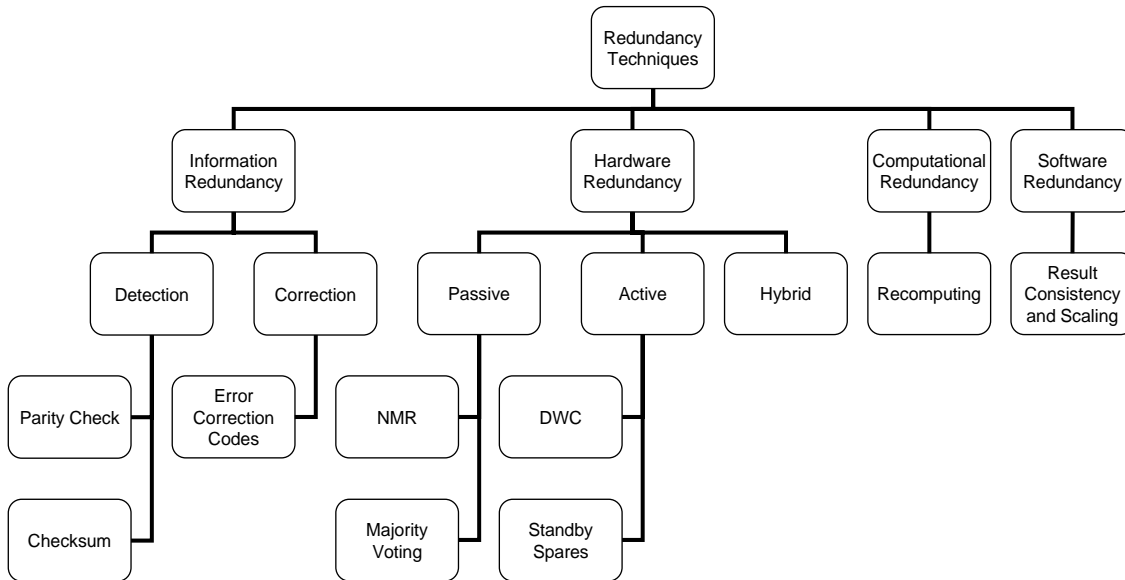 Redundancy
Techniques
Information
Redundancy
Hardware
Redundancy
Computational
Redundancy
Software
Redundancy
Detection
Correction
Passive
Active
Hybrid
Recomputing
Result
Consistency
and Scaling
Parity Check
Error
Correction
Codes
NMR
DWC
Checksum
Majority
Voting
Standby
Spares